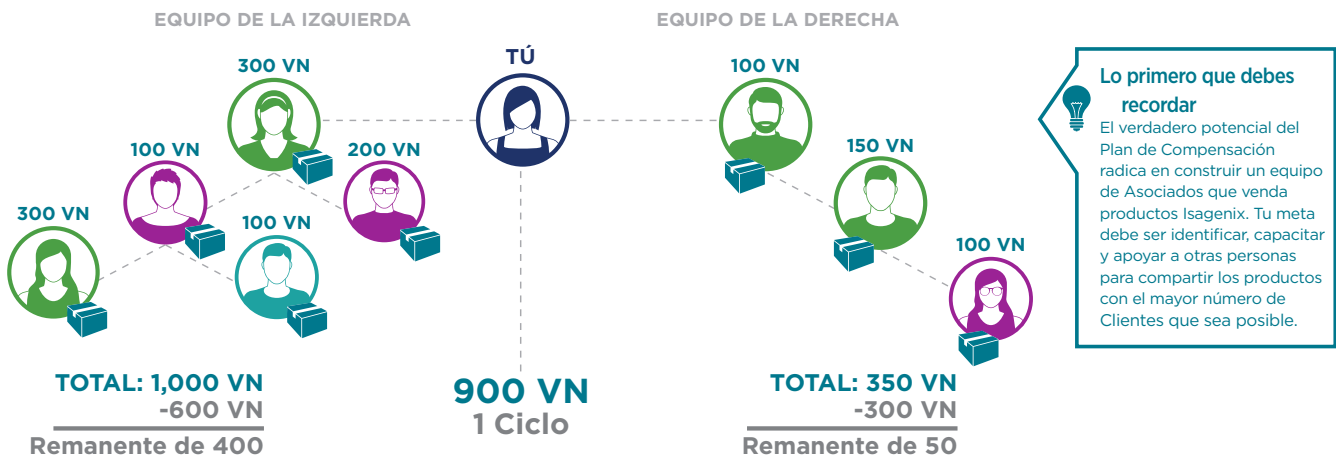 EQUIPO DE LA IZQUIERDA
EQUIPO DE LA DERECHA
TÚ
300 VN
100 VN
200 VN
300 VN
100 VN
100 VN
150 VN
100 VN
TOTAL: 1,000 VN
-600 VN
Remanente de 400
900 VN
1 Ciclo
TOTAL: 350 VN
-300 VN
Remanente de 50
Lo primero que debes
recordar
El verdadero potencial del
Plan de Compensación
radica en construir un equipo
de Asociados que venda
productos Isagenix. Tu meta
debe ser identificar, capacitar
y apoyar a otras personas
para compartir los productos
con el mayor número de
Clientes que sea posible.